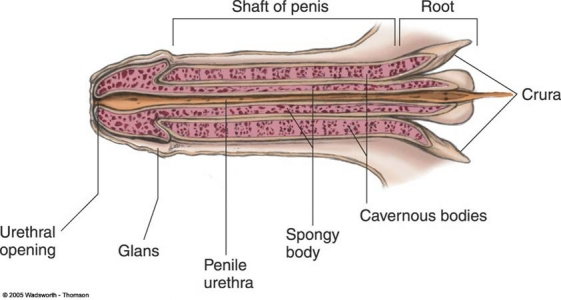 Shaft of penis
Root
Crura
Cavernous bodies
Spongy
body
Penile
urethra
Glans
Urethral
opening
© 2005 Wadsworth - Thomson